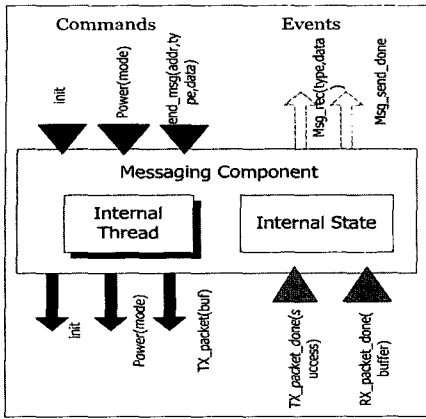 Commands
Events
init
Power(mode)
end_msg(addr,ty
pe,data)
Msg_rec(type,data
Msg_send_done
Messaging Component
Internal
Thread
Internal State
init
Power(mode)
TX_packet(buf)
TX_packet_done(s
uccess)
RX_packet_done(
buffer)